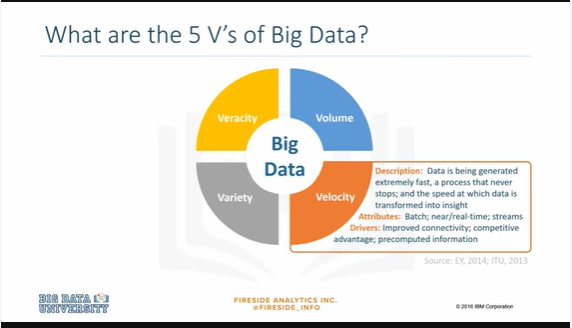 What are the 5 V's of Big Data?
Veracity
Volume
Big
Data
Variety
Velocity
Description: Data is being generated
extremely fast, a process that never
stops; and the speed at which data is
transformed into insight
Attributes: Batch; near/real-time; streams
Drivers: Improved connectivity; competitive
advantage; precomputed information
Source: EY, 2014; ITU, 2013
BIG DATA
UNIVERSITY
FIRESIDE ANALYTICS INC.
@FIRESIDE_INFO
© 2016 IBM Corporation